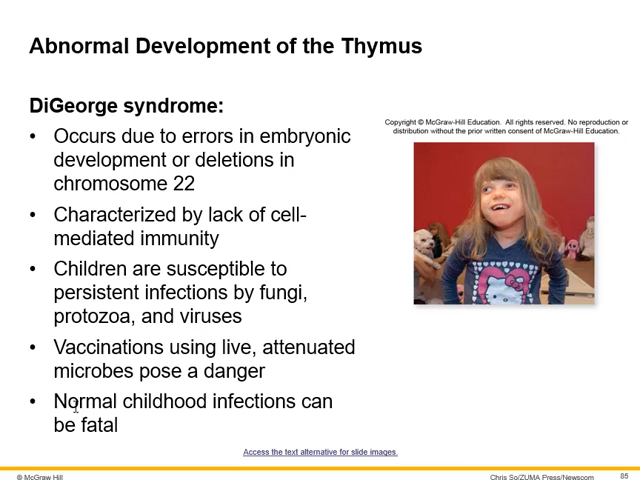 Abnormal Development of the Thymus
DiGeorge syndrome:
• Occurs due to errors in embryonic
development or deletions in
chromosome 22
• Characterized by lack of cell-
mediated immunity
• Children are susceptible to
persistent infections by fungi,
protozoa, and viruses
• Vaccinations using live, attenuated
microbes pose a danger
• Normal childhood infections can
be fatal
Copyright © McGraw-Hill Education. All rights reserved. No reproduction or
distribution without the prior written consent of McGraw-Hill Education.
Access the text alternative for slide images.
© McGraw Hill
Chris So/ZUMA Press/Newscom
85